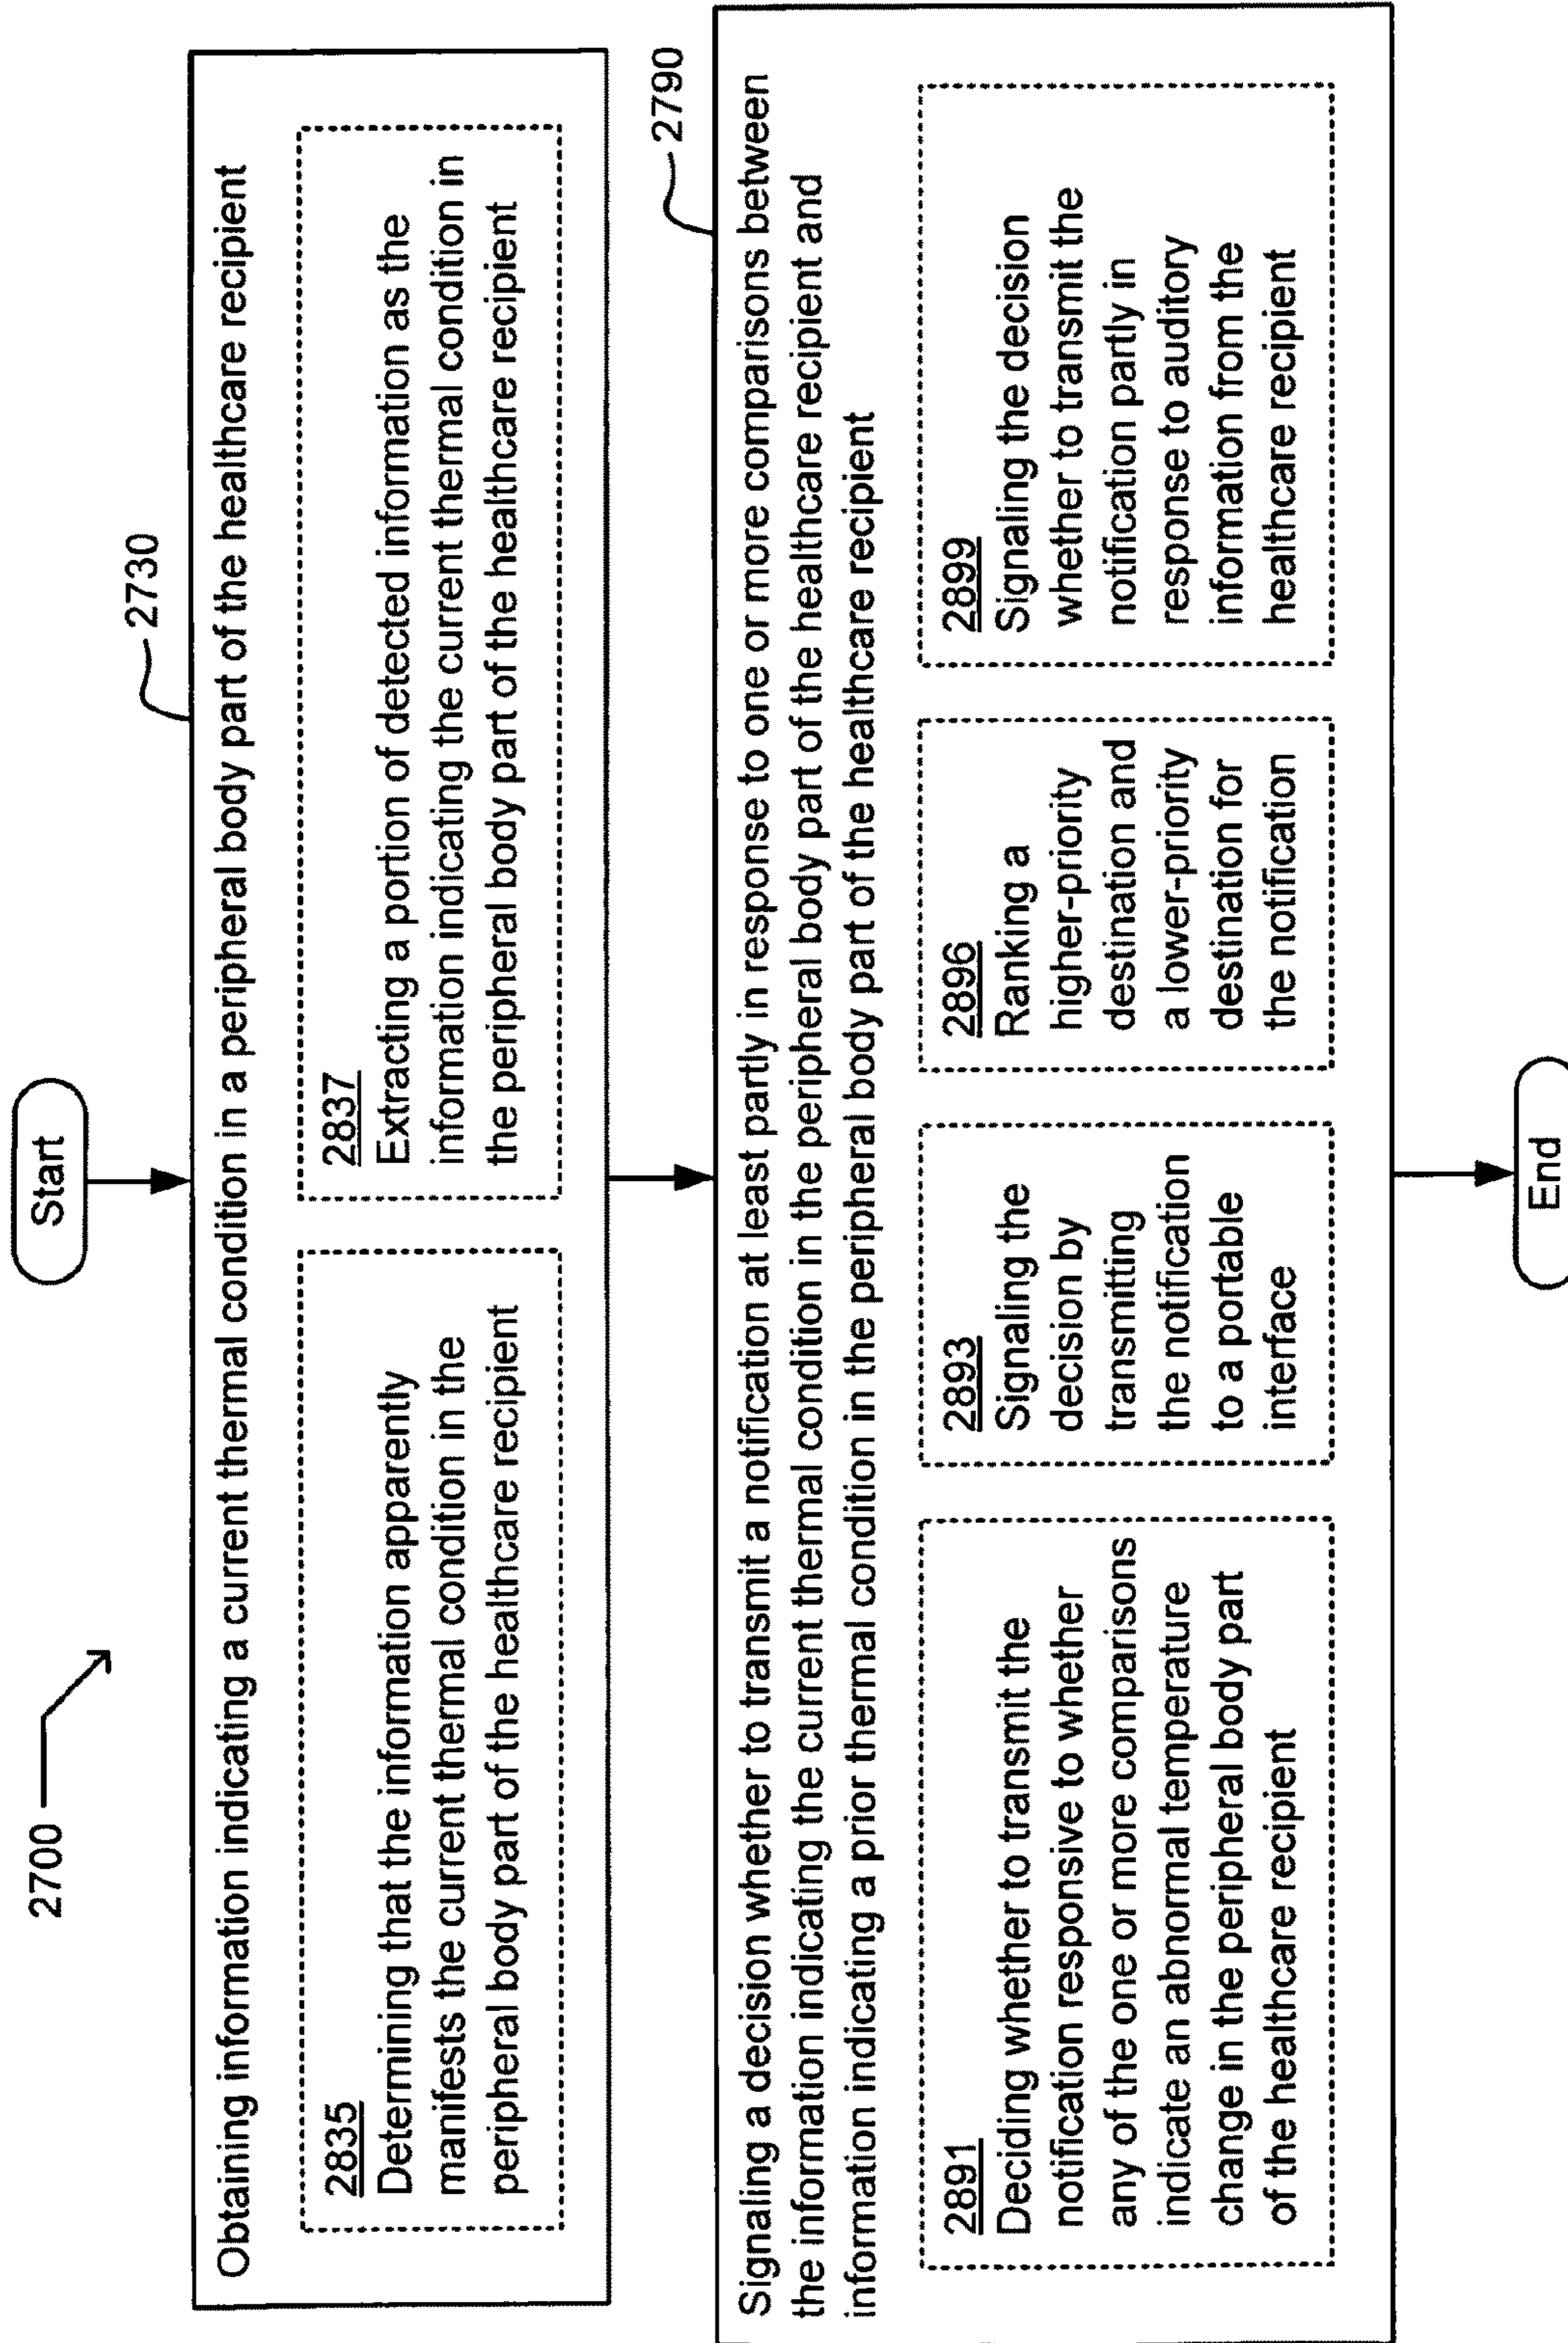 2700
Start
2730
Obtaining information indicating a current thermal condition in a peripheral body part of the healthcare recipient
2835
Determining that the information apparently
manifests the current thermal condition in the
peripheral body part of the healthcare recipient
2837
Extracting a portion of detected information as the
information indicating the current thermal condition in
the peripheral body part of the healthcare recipient
2790
Signaling a decision whether to transmit a notification at least partly in response to one or more comparisons between
the information indicating the current thermal condition in the peripheral body part of the healthcare recipient and
information indicating a prior thermal condition in the peripheral body part of the healthcare recipient
2891
Deciding whether to transmit the
notification responsive to whether
any of the one or more comparisons
indicate an abnormal temperature
change in the peripheral body part
of the healthcare recipient
2893
Signaling the
decision by
transmitting
the notification
to a portable
interface
2896
Ranking a
higher-priority
destination and
a lower-priority
destination for
the notification
2899
Signaling the decision
whether to transmit the
notification partly in
response to auditory
information from the
healthcare recipient
End